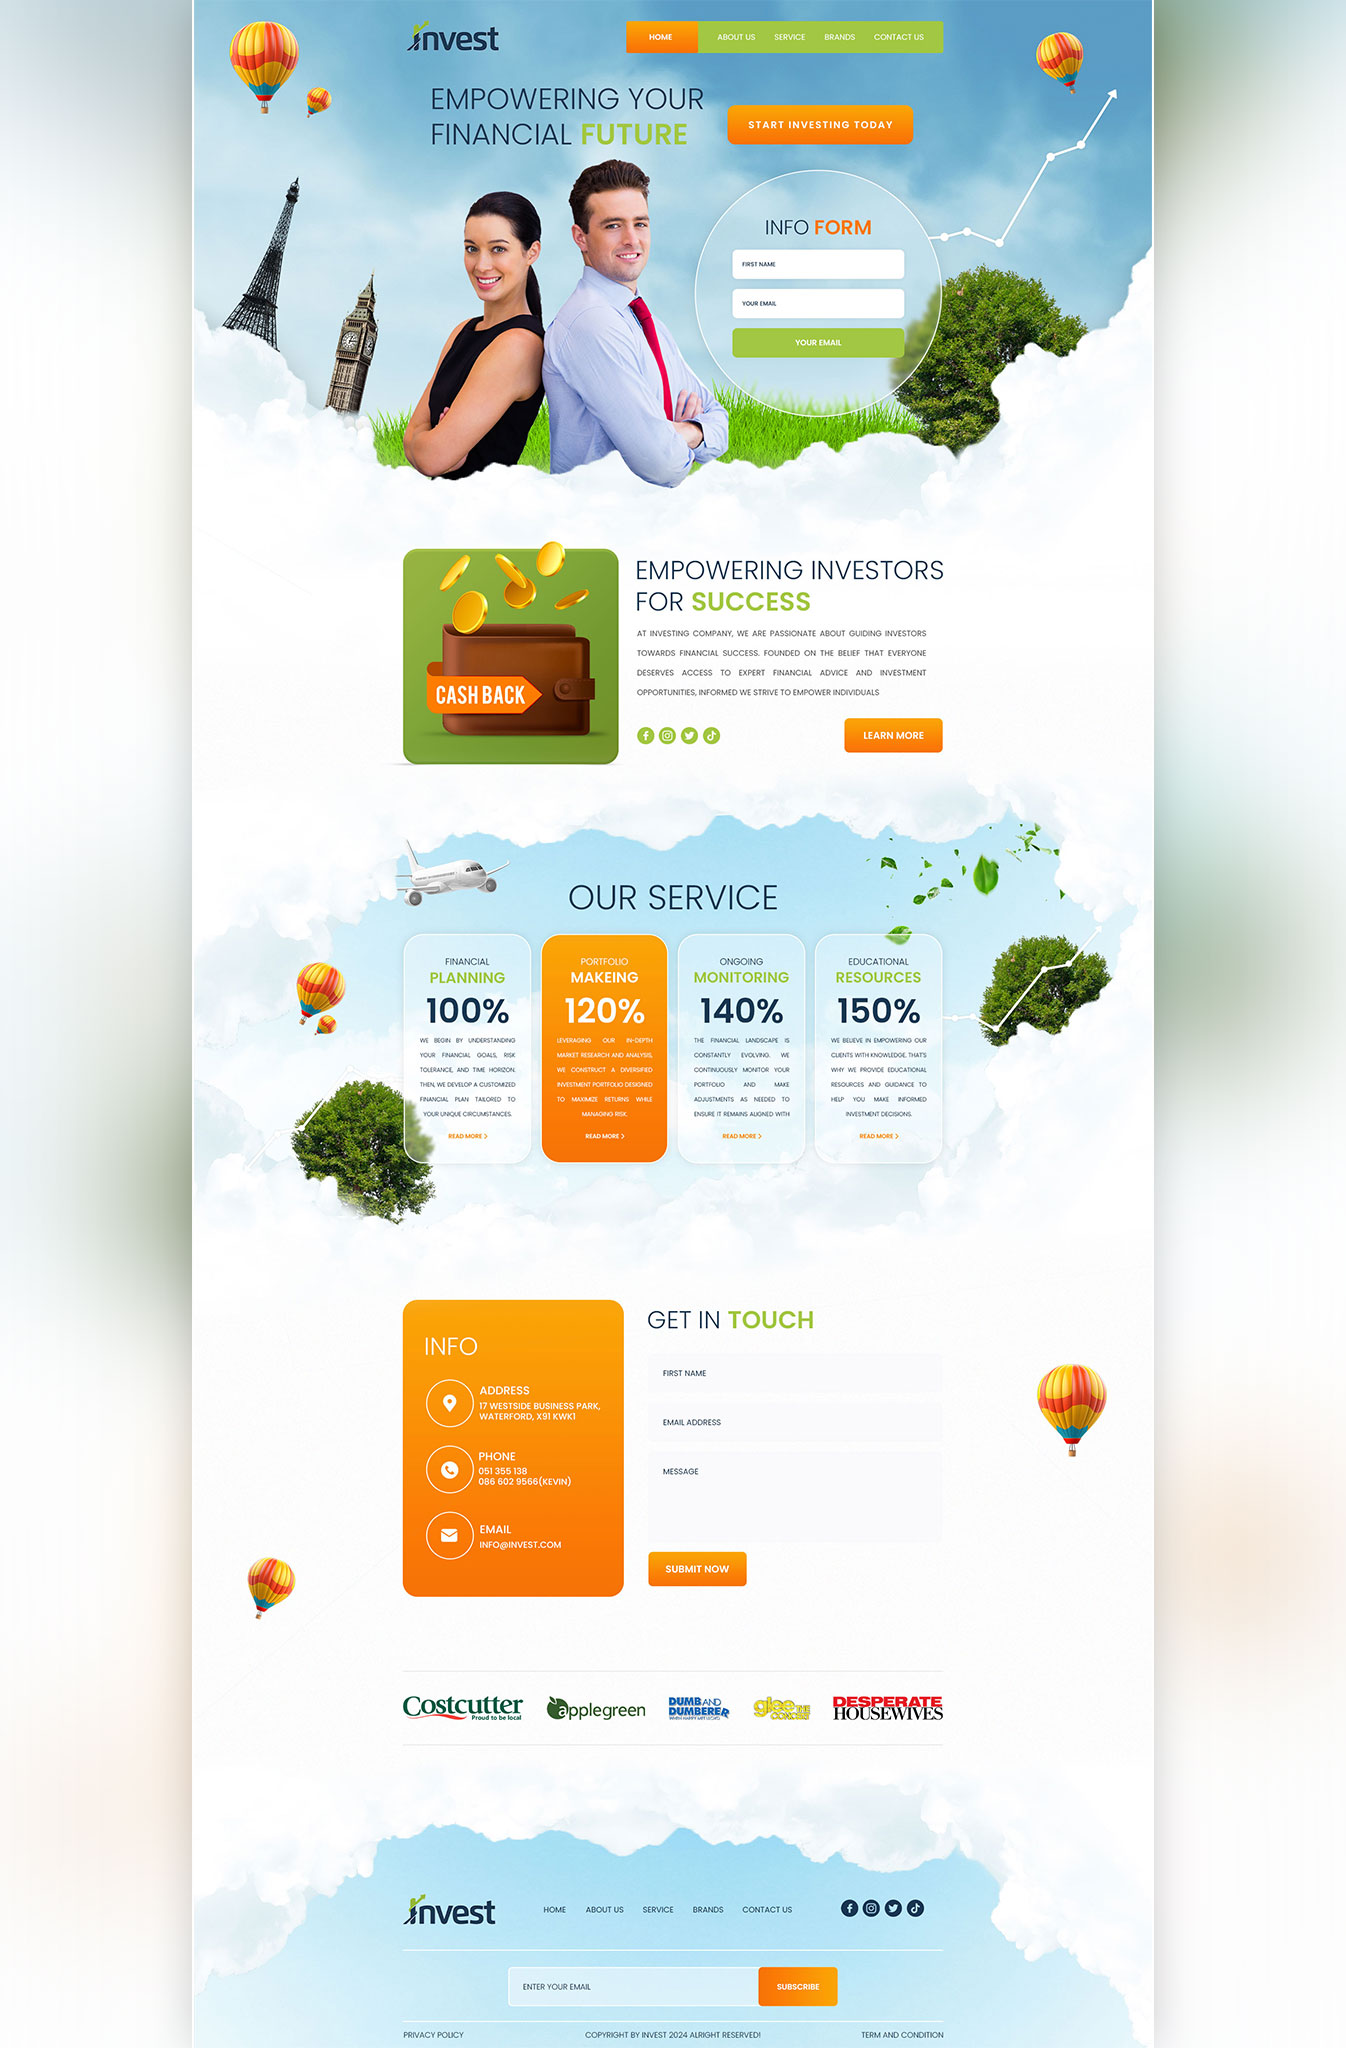 invest
HOME ABOUT US SERVICE BRANDS CONTACT US
EMPOWERING YOUR
FINANCIAL FUTURE
START INVESTING TODAY
INFO FORM
FIRST NAME
YOUR EMAIL
YOUR EMAIL
CASH BACK
EMPOWERING INVESTORS
FOR SUCCESS
AT INVESTING COMPANY, WE ARE PASSIONATE ABOUT GUIDING INVESTORS
TOWARDS FINANCIAL SUCCESS. FOUNDED ON THE BELIEF THAT EVERYONE
DESERVES ACCESS TO EXPERT FINANCIAL ADVICE AND INVESTMENT
OPPORTUNITIES, INFORMED WE STRIVE TO EMPOWER INDIVIDUALS
LEARN MORE
OUR SERVICE
FINANCIAL
PLANNING
100%
WE BEGIN BY UNDERSTANDING
YOUR FINANCIAL GOALS, RISK
TOLERANCE, AND TIME HORIZON.
THEN, WE DEVELOP A CUSTOMIZED
FINANCIAL PLAN TAILORED TO
YOUR UNIQUE CIRCUMSTANCES.
READ MORE
PORTFOLIO
MAKEING
120%
LEVERAGING OUR IN-DEPTH
MARKET RESEARCH AND ANALYSIS,
WE CONSTRUCT A DIVERSIFIED
INVESTMENT PORTFOLIO DESIGNED
TO MAXIMIZE RETURNS WHILE
MANAGING RISK.
READ MORE
ONGOING
MONITORING
140%
THE FINANCIAL LANDSCAPE IS
CONSTANTLY EVOLVING. WE
CONTINUOUSLY MONITOR YOUR
PORTFOLIO AND MAKE
ADJUSTMENTS AS NEEDED TO
ENSURE IT REMAINS ALIGNED WITH
READ MORE
EDUCATIONAL
RESOURCES
150%
WE BELIEVE IN EMPOWERING OUR
CLIENTS WITH KNOWLEDGE. THAT'S
WHY WE PROVIDE EDUCATIONAL
RESOURCES AND GUIDANCE TO
HELP YOU MAKE INFORMED
INVESTMENT DECISIONS.
READ MORE
INFO
ADDRESS
17 WESTSIDE BUSINESS PARK,
WATERFORD, X91 KWK1
PHONE
051 355 138
086 602 9566(KEVIN)
EMAIL
INFO@INVEST.COM
GET IN TOUCH
FIRST NAME
EMAIL ADDRESS
MESSAGE
SUBMIT NOW
Costcutter
Proud to be local
applegreen
DUMB AND
DUMBERER
WHEN HARRY MET LLOYD
glee THE
CONCERT
DESPERATE
HOUSEWIVES
invest
HOME ABOUT US SERVICE BRANDS CONTACT US
ENTER YOUR EMAIL
SUBSCRIBE
PRIVACY POLICY COPYRIGHT BY INVEST 2024 ALRIGHT RESERVED! TERM AND CONDITION